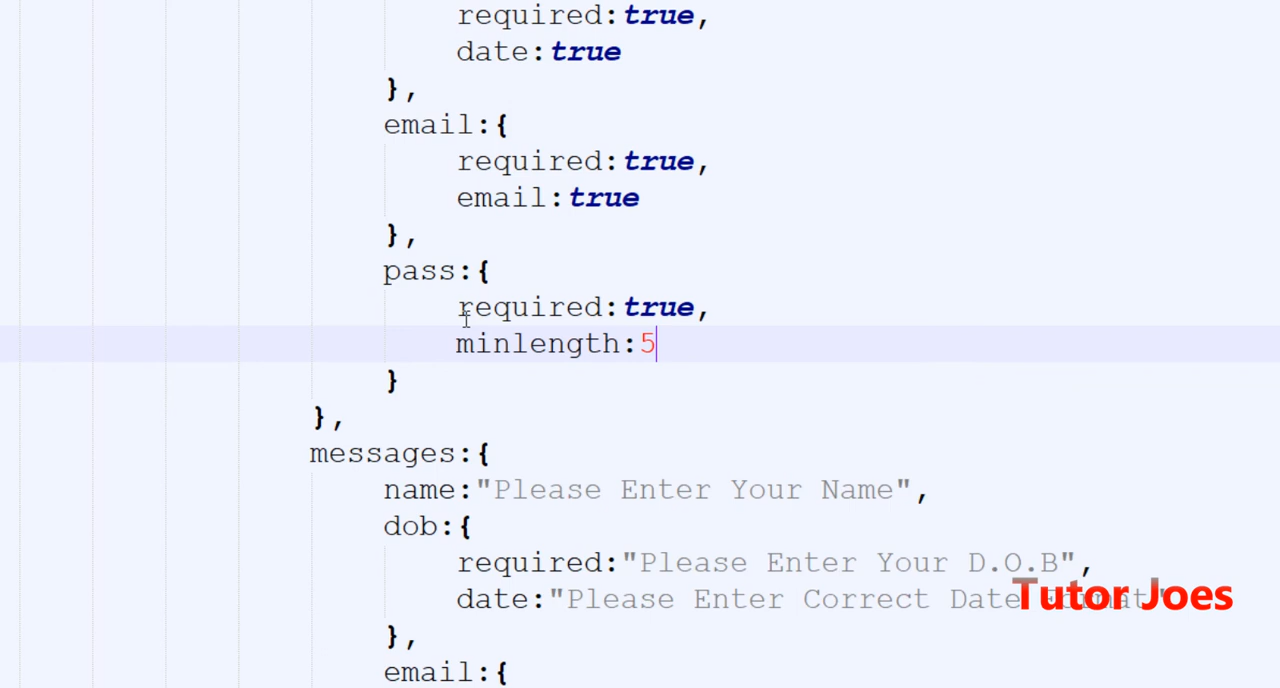 required:true,
date:true
},
email:{
required:true,
email:true
},
pass:{
required:true,
minlength:5
}
},
messages:{
name:"Please Enter Your Name",
dob:{
required:"Please Enter Your D.O.B",
date:"Please Enter Correct Date Format"
},
email:{
Tutor Joes